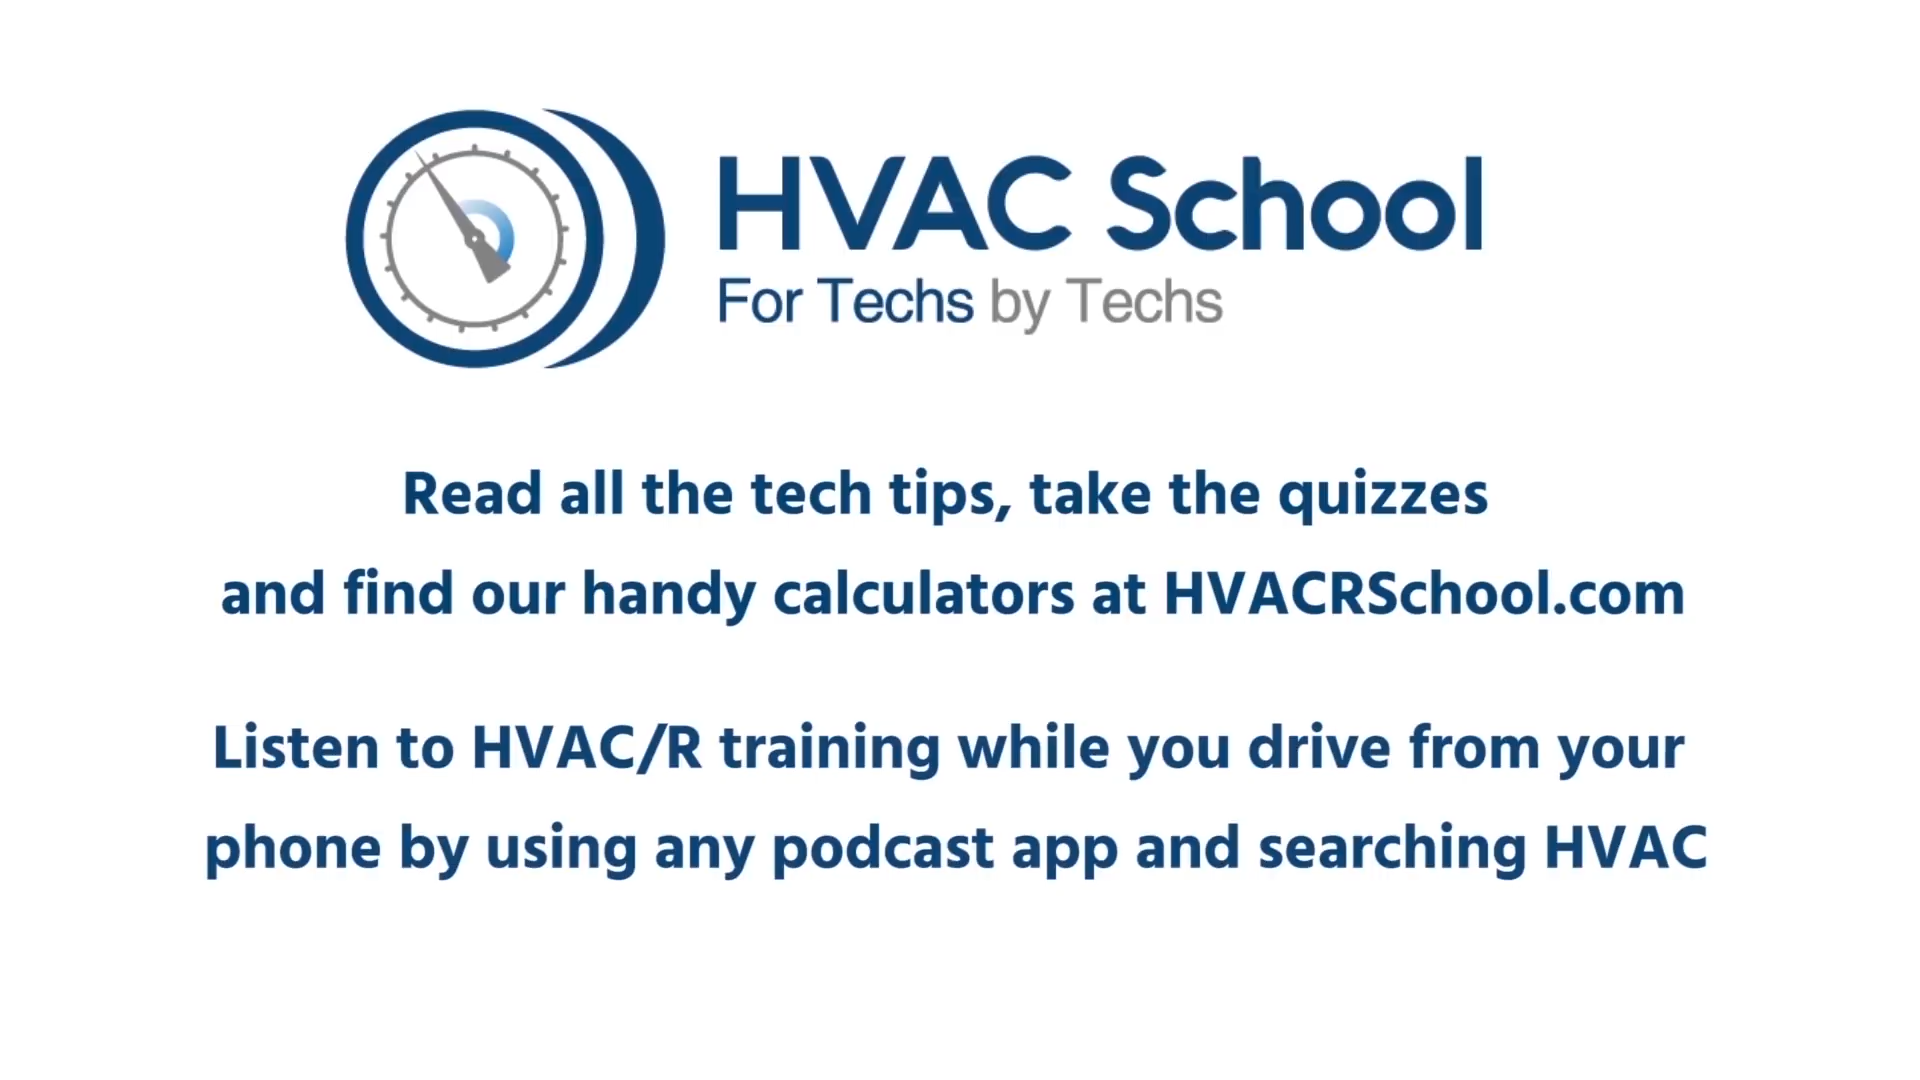 HVAC School
For Techs by Techs
Read all the tech tips, take the quizzes
and find our handy calculators at HVACRSchool.com
Listen to HVAC/R training while you drive from your
phone by using any podcast app and searching HVAC